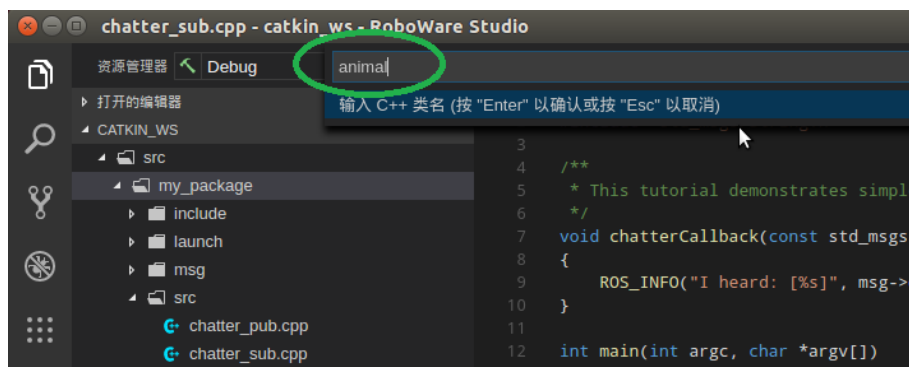 chatter_sub.cpp - catkin_ws - RoboWare Studio
资源管理器 Debug
animal
打开的编辑器
输入 C++ 类名 (按 "Enter" 以确认或按 "Esc" 以取消)
CATKIN_WS
src
my_package
include
launch
msg
src
chatter_pub.cpp
chatter_sub.cpp
3
4 /**
5 * This tutorial demonstrates simpl
6 */
7 void chatterCallback(const std_msgs
8 {
9 ROS_INFO("I heard: [%s]", msg->
10 }
11
12 int main(int argc, char *argv[])